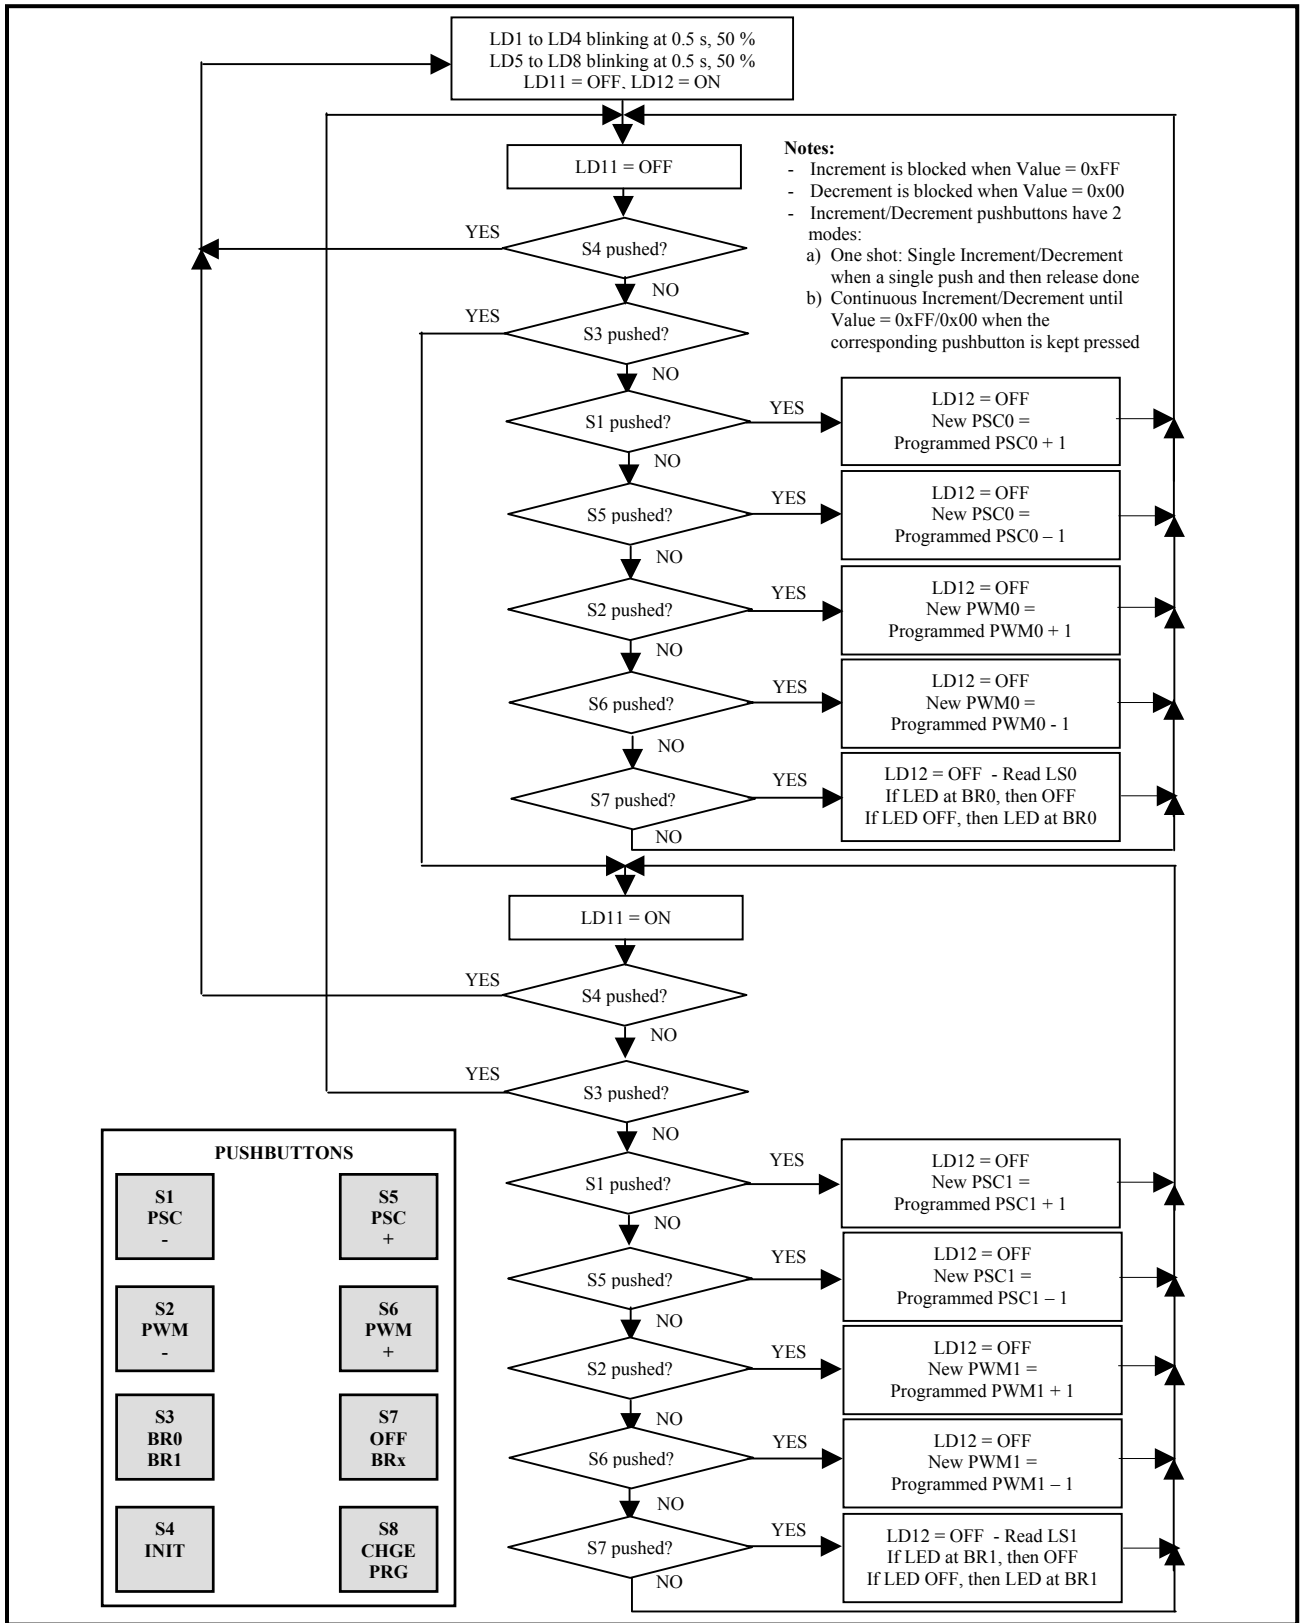 LD1 to LD4 blinking at 0.5 s, 50 %
LD5 to LD8 blinking at 0.5 s, 50 %
LD11 = OFF, LD12 = ON
LD11 = OFF
Notes:
- Increment is blocked when Value = 0xFF
- Decrement is blocked when Value = 0x00
- Increment/Decrement pushbuttons have 2
modes:
a) One shot: Single Increment/Decrement
when a single push and then release done
b) Continuous Increment/Decrement until
Value = 0xFF/0x00 when the
corresponding pushbutton is kept pressed
YES
S4 pushed?
NO
YES
S3 pushed?
NO
S1 pushed?
YES
LD12 = OFF
New PSC0 =
Programmed PSC0 + 1
NO
S5 pushed?
YES
LD12 = OFF
New PSC0 =
Programmed PSC0 – 1
NO
S2 pushed?
YES
LD12 = OFF
New PWM0 =
Programmed PWM0 + 1
NO
S6 pushed?
YES
LD12 = OFF
New PWM0 =
Programmed PWM0 - 1
NO
S7 pushed?
YES
LD12 = OFF - Read LS0
If LED at BR0, then OFF
If LED OFF, then LED at BR0
NO
LD11 = ON
YES
S4 pushed?
NO
YES
S3 pushed?
NO
S1 pushed?
YES
LD12 = OFF
New PSC1 =
Programmed PSC1 + 1
NO
S5 pushed?
YES
LD12 = OFF
New PSC1 =
Programmed PSC1 – 1
NO
S2 pushed?
YES
LD12 = OFF
New PWM1 =
Programmed PWM1 + 1
NO
S6 pushed?
YES
LD12 = OFF
New PWM1 =
Programmed PWM1 – 1
NO
S7 pushed?
YES
LD12 = OFF - Read LS1
If LED at BR1, then OFF
If LED OFF, then LED at BR1
NO
PUSHBUTTONS
S1
PSC
-
S5
PSC
+
S2
PWM
-
S6
PWM
+
S3
BR0
BR1
S7
OFF
BRx
S4
INIT
S8
CHGE
PRG